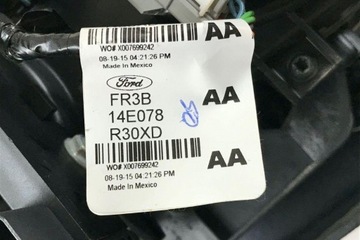 WO# X007699242
08-19-15 04:21:26 PM
Made In Mexico
AA
Ford
FR3B
14E078
R30XD
AA
WO# X007699242
08-19-15 04:21:26 PM
Made In Mexico
AA